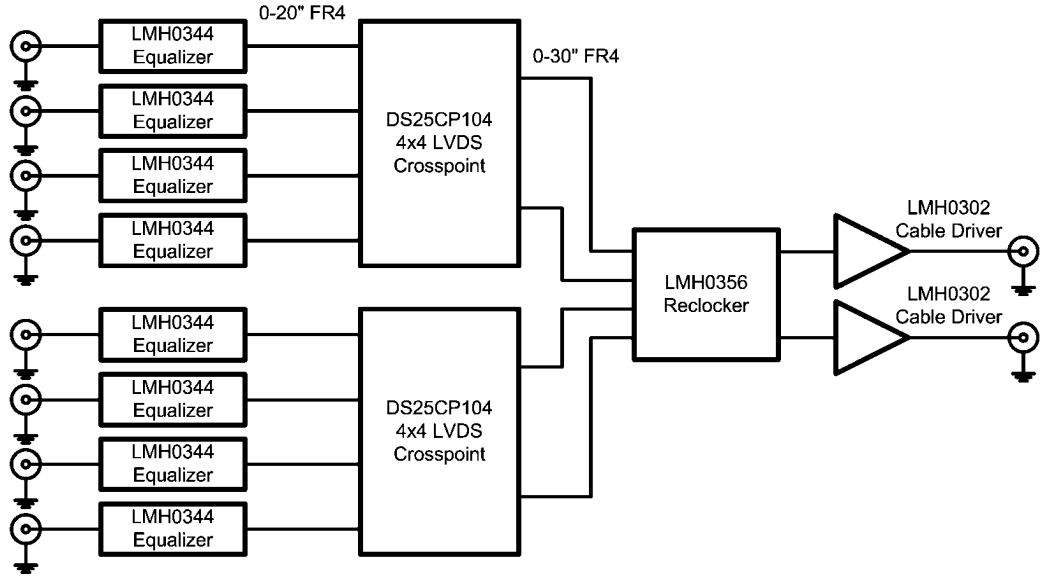 0-20" FR4
LMH0344
Equalizer
LMH0344
Equalizer
LMH0344
Equalizer
LMH0344
Equalizer
DS25CP104
4x4 LVDS
Crosspoint
0-30" FR4
LMH0344
Equalizer
LMH0344
Equalizer
LMH0344
Equalizer
LMH0344
Equalizer
DS25CP104
4x4 LVDS
Crosspoint
LMH0356
Reclocker
LMH0302
Cable Driver
LMH0302
Cable Driver